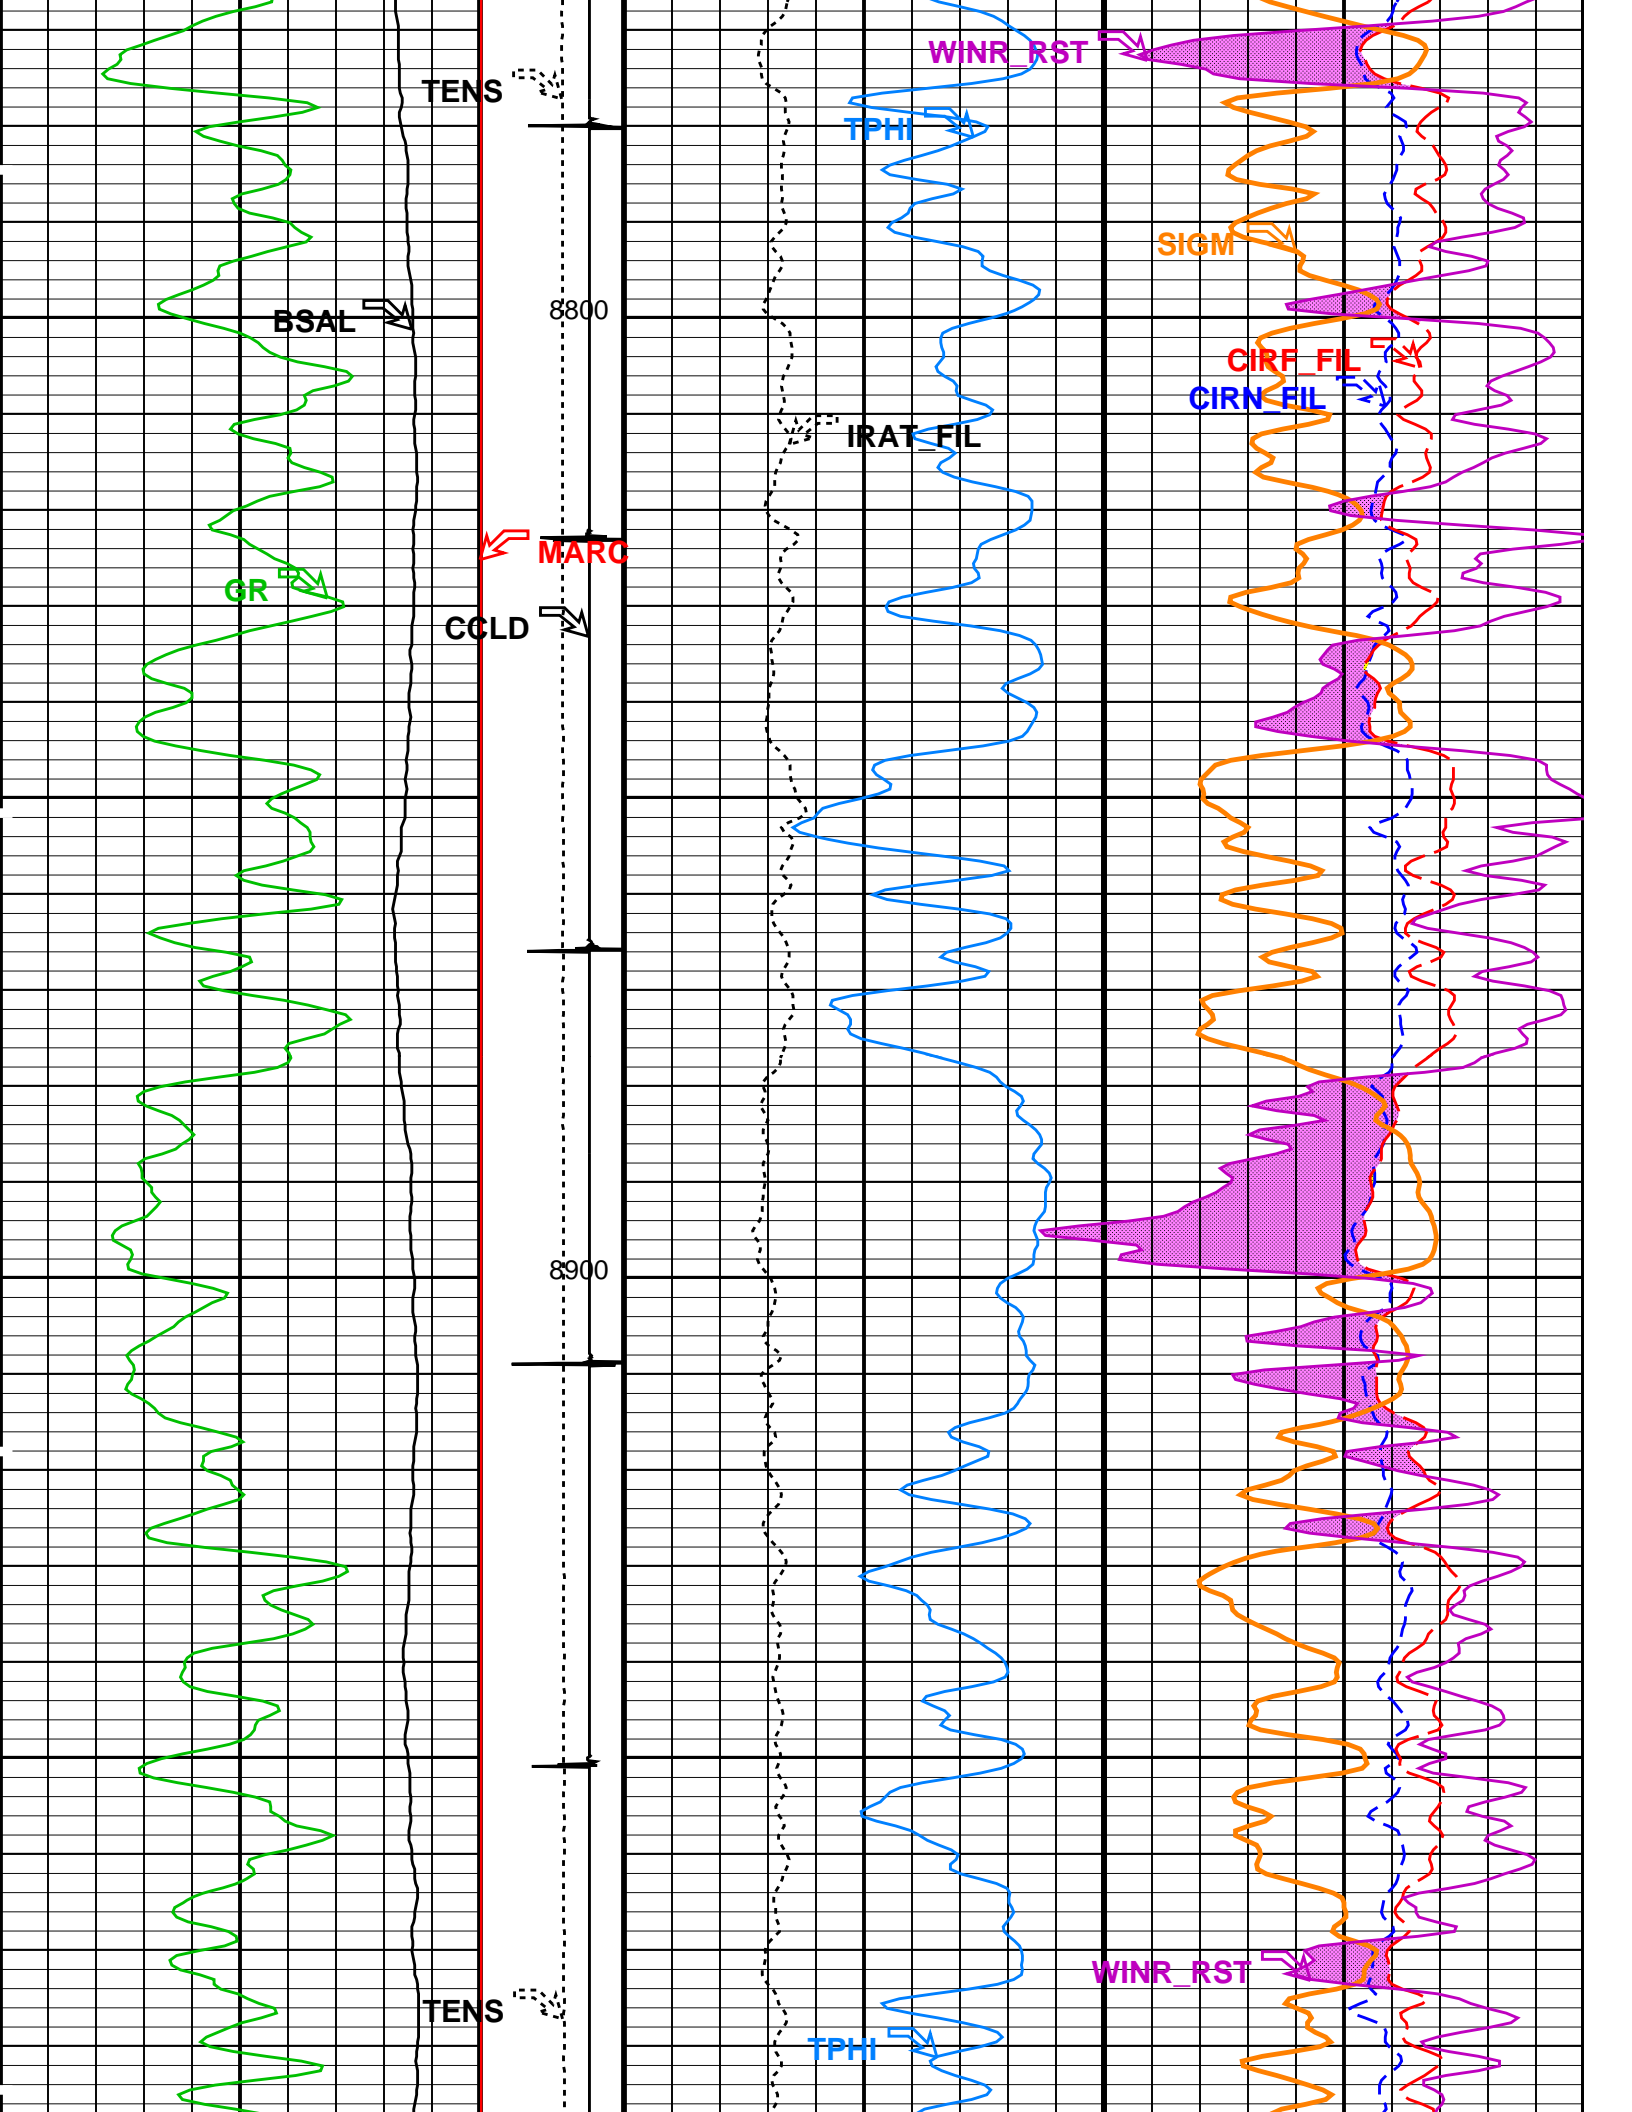 WINR_RST
TENS
TPHI
SIGM
8800
BSAL
CIRF_FIL
CIRN_FIL
IRAT_FIL
MARC
GR
CCLD
8900
WINR_RST
TENS
TPHI